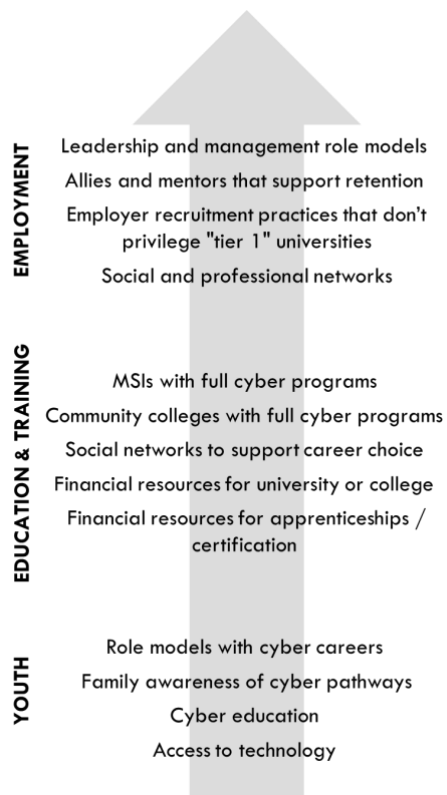 EMPLOYMENT
Leadership and management role models
Allies and mentors that support retention
Employer recruitment practices that don't
privilege "tier 1" universities
Social and professional networks
EDUCATION & TRAINING
MSIs with full cyber programs
Community colleges with full cyber programs
Social networks to support career choice
Financial resources for university or college
Financial resources for apprenticeships /
certification
YOUTH
Role models with cyber careers
Family awareness of cyber pathways
Cyber education
Access to technology